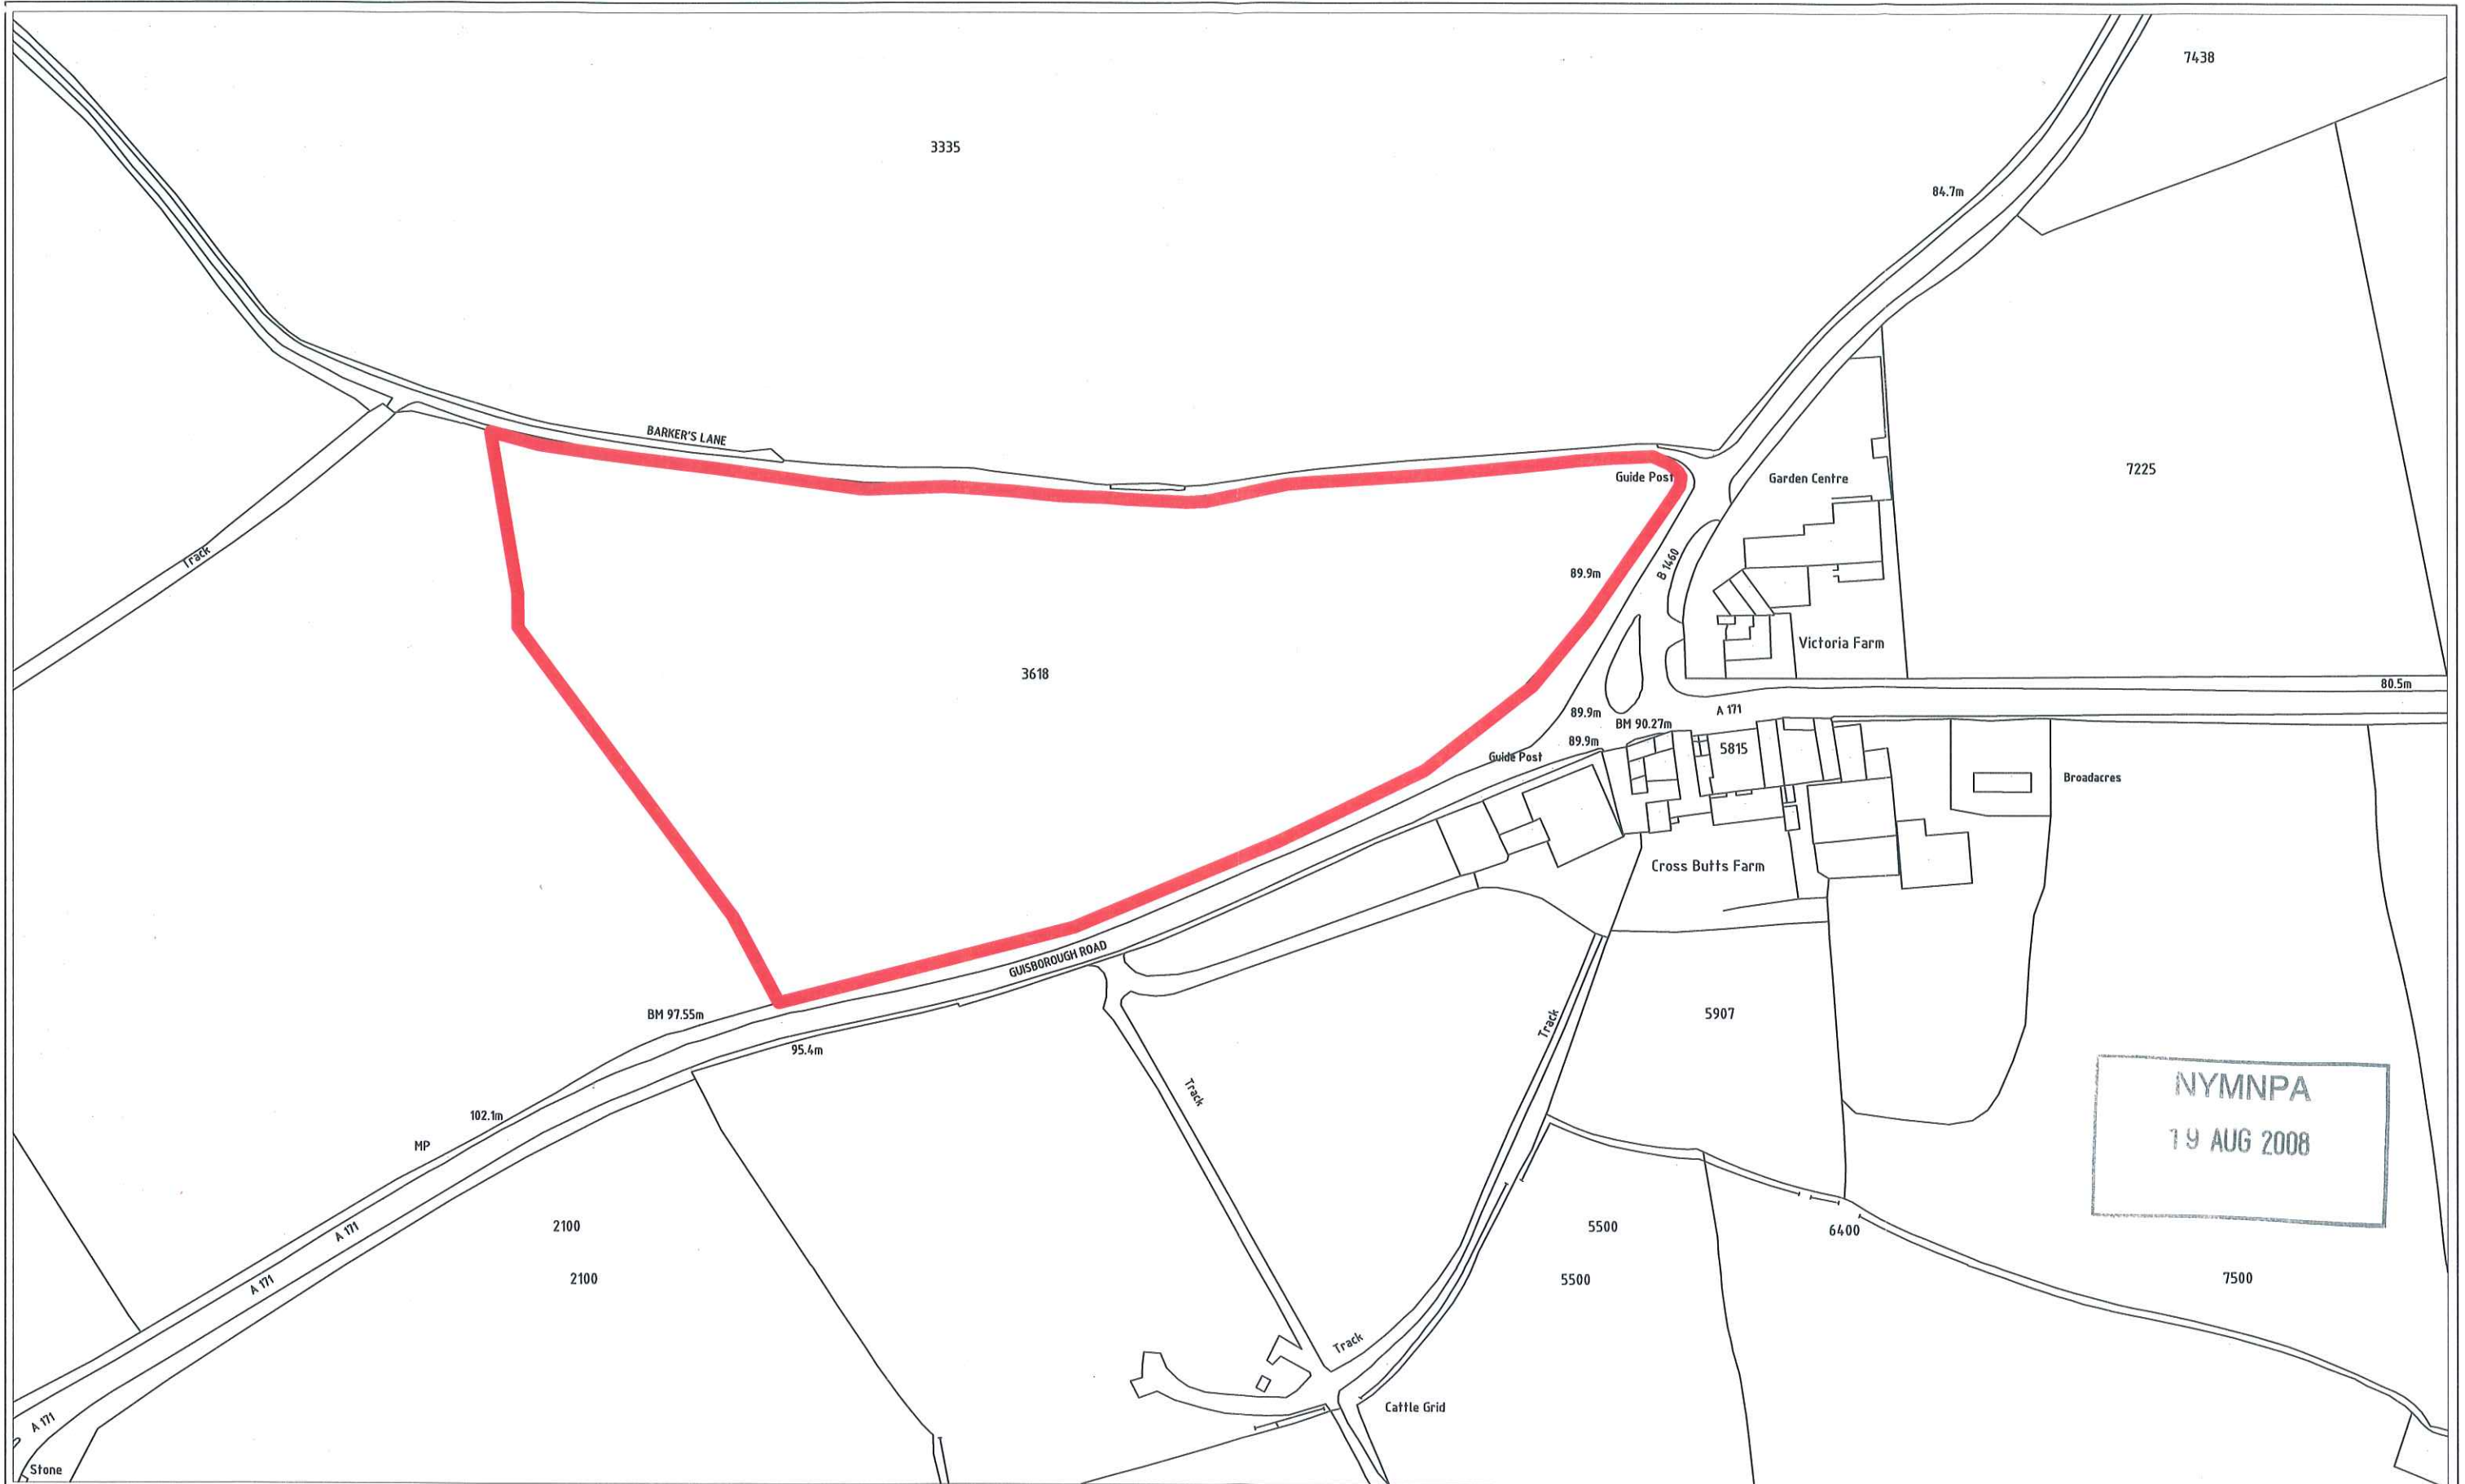 7438
3335
84.7m
BARKER'S LANE
Guide Post
Garden Centre
7225
Track
89.9m
B 1460
Victoria Farm
3618
80.5m
A 171
89.9m
BM 90.27m
89.9m
5815
Guide Post
Broadacres
Cross Butts Farm
GUISBOROUGH ROAD
BM 97.55m
5907
Track
95.4m
Track
NYMNPA
19 AUG 2008
102.1m
MP
2100
5500
6400
A 171
2100
5500
7500
A 171
Track
Cattle Grid
A 171
Stone